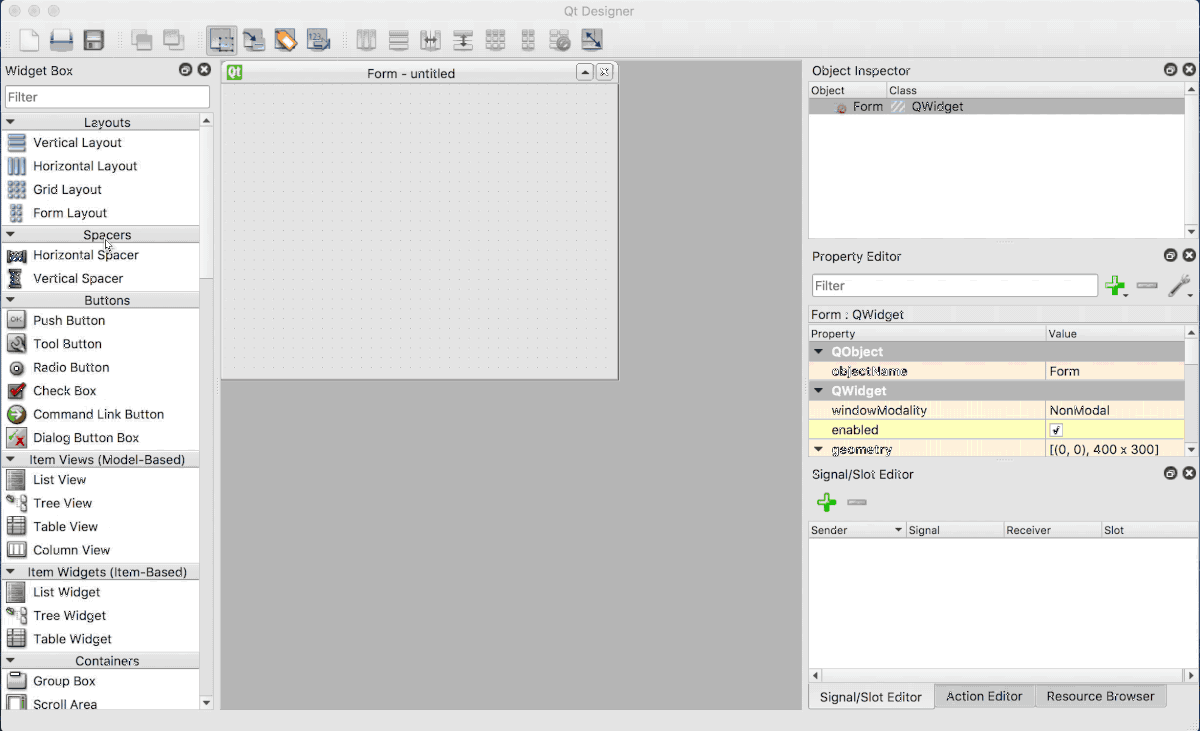 Qt Designer
Widget Box
Filter
Layouts
Vertical Layout
Horizontal Layout
Grid Layout
Form Layout
Spacers
Horizontal Spacer
Vertical Spacer
Buttons
OK Push Button
Tool Button
Radio Button
Check Box
Command Link Button
Dialog Button Box
Item Views (Model-Based)
List View
Tree View
Table View
Column View
Item Widgets (Item-Based)
List Widget
Tree Widget
Table Widget
Containers
Group Box
Scroll Area
Qt Form - untitled
Object Inspector
Object Class
Form QWidget
Property Editor
Filter
Form : QWidget
Property Value
QObject
objectName Form
QWidget
windowModality NonModal
enabled
geometry [(0, 0), 400 x 300]
Signal/Slot Editor
Sender Signal Receiver Slot
Signal/Slot Editor Action Editor Resource Browser